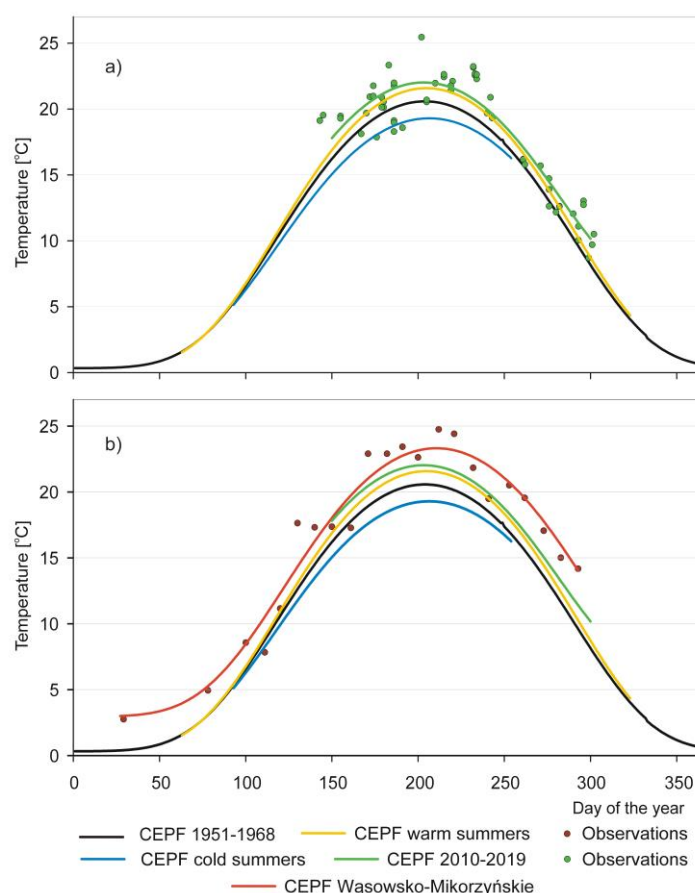 25
a)
20
15
10
5
0
Temperature [°C]
25
b)
20
15
10
5
0
Temperature [°C]
0 50 100 150 200 250 300 350
Day of the year
CEPF 1951-1968 CEPF warm summers Observations
CEPF cold summers CEPF 2010-2019 Observations
CEPF Wasowsko-Mikorzyńskie